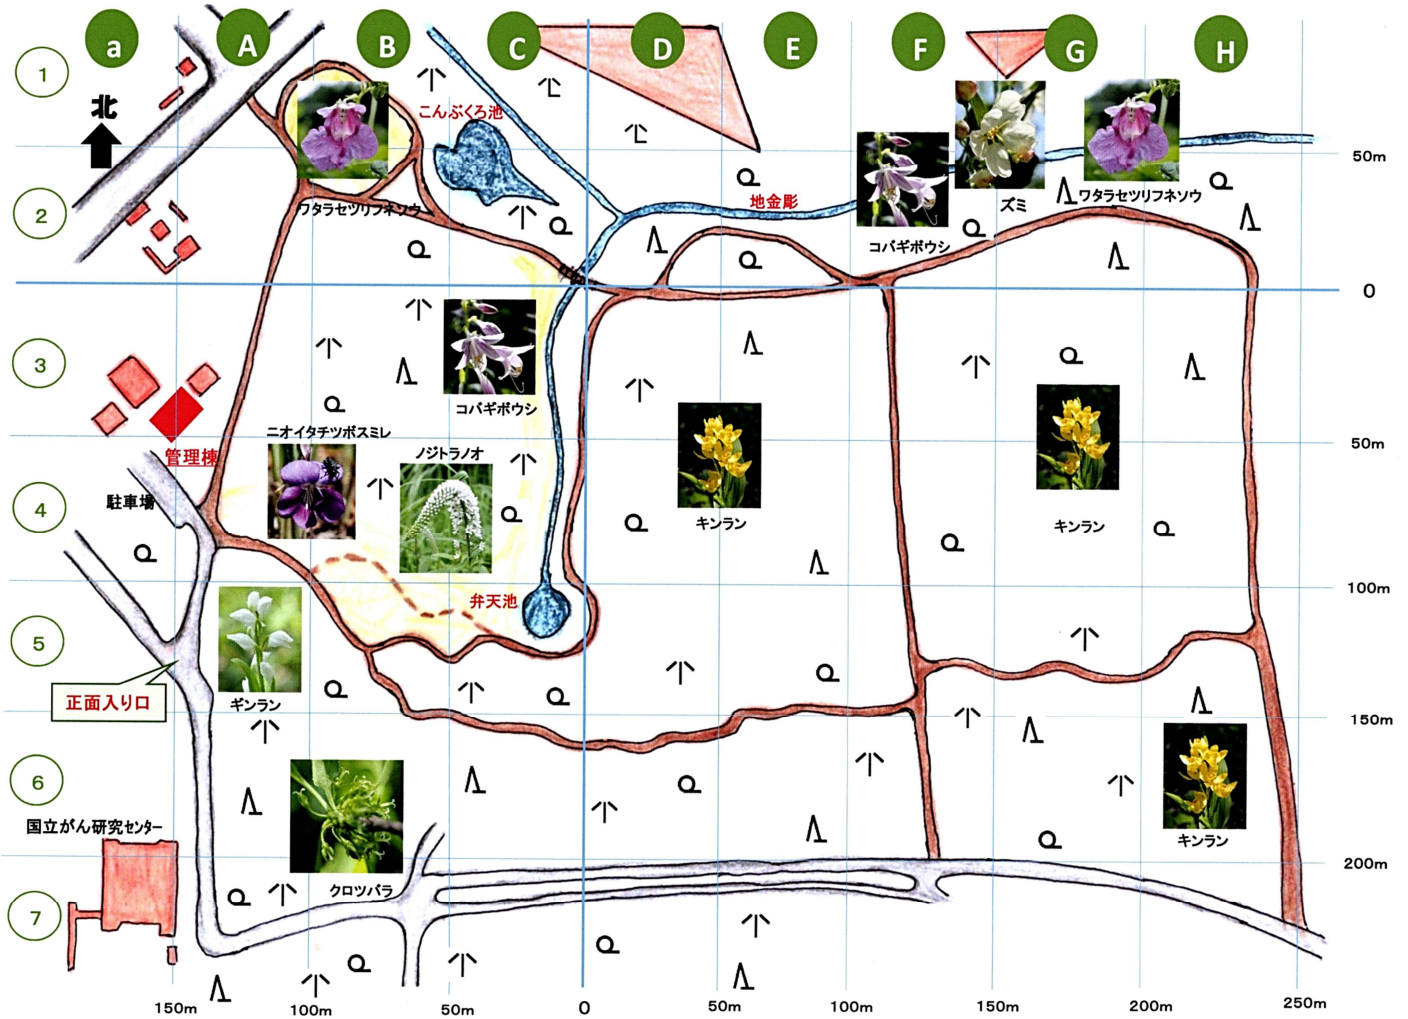 a
A
B
C
D
E
F
G
H
1
北
こんぶくろ池
50m
2
地金彫
ワタラセツリフネソウ
ズミ
ワタラセツリフネソウ
コバギボウシ
0
3
コバギボウシ
ニオイタチツボスミレ
50m
管理棟
ノジトラノオ
駐車場
4
キンラン
キンラン
100m
弁天池
5
正面入り口
ギンラン
150m
6
国立がん研究センター
キンラン
200m
クロツバラ
7
150m
100m
50m
0
50m
100m
150m
200m
250m